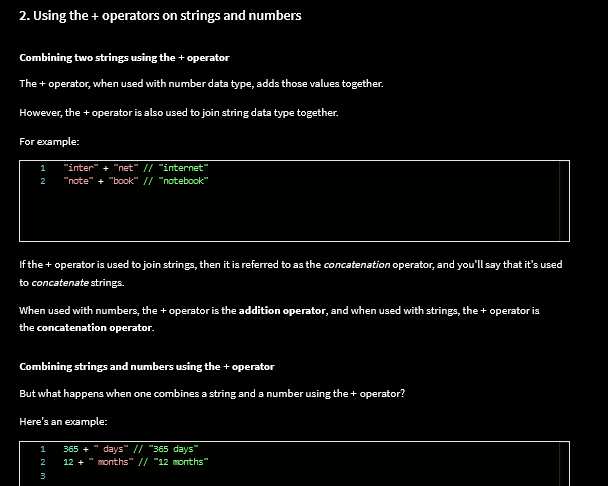 2. Using the + operators on strings and numbers
Combining two strings using the + operator
The + operator, when used with number data type, adds those values together.
However, the + operator is also used to join string data type together.
For example:
1 "inter" + "net" // "internet"
2 "note" + "book" // "notebook"
If the + operator is used to join strings, then it is referred to as the concatenation operator, and you'll say that it's used
to concatenate strings.
When used with numbers, the + operator is the addition operator, and when used with strings, the + operator is
the concatenation operator.
Combining strings and numbers using the + operator
But what happens when one combines a string and a number using the + operator?
Here's an example:
1 365 + " days" // "365 days"
2 12 + " months" // "12 months"
3